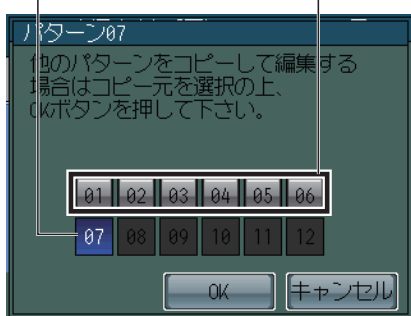 パターン07
他のパターンをコピーして編集する
場合はコピー元を選択の上、
OKボタンを押して下さい。
01 02 03 04 05 06
07 08 09 10 11 12
OK キャンセル